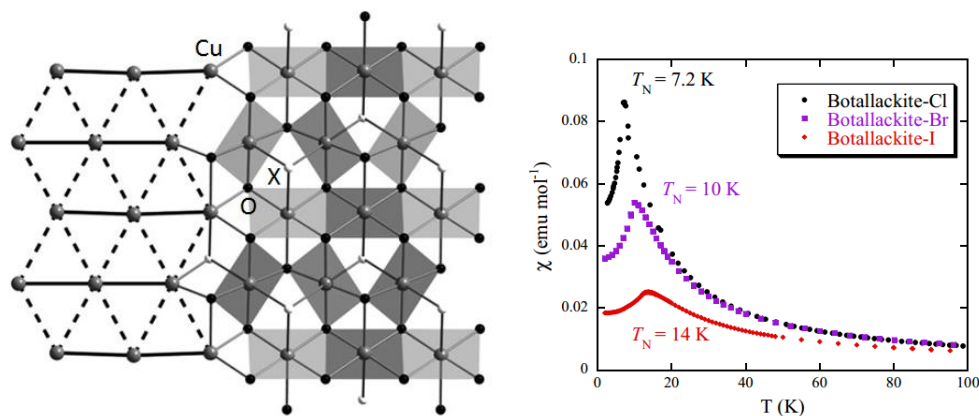 Cu
X
O
0.1
0.08
0.06
0.04
0.02
0
χ (emu mol⁻¹)
T_N = 7.2 K
T_N = 10 K
T_N = 14 K
Botallackite-Cl
Botallackite-Br
Botallackite-I
0 20 40 60 80 100
T (K)